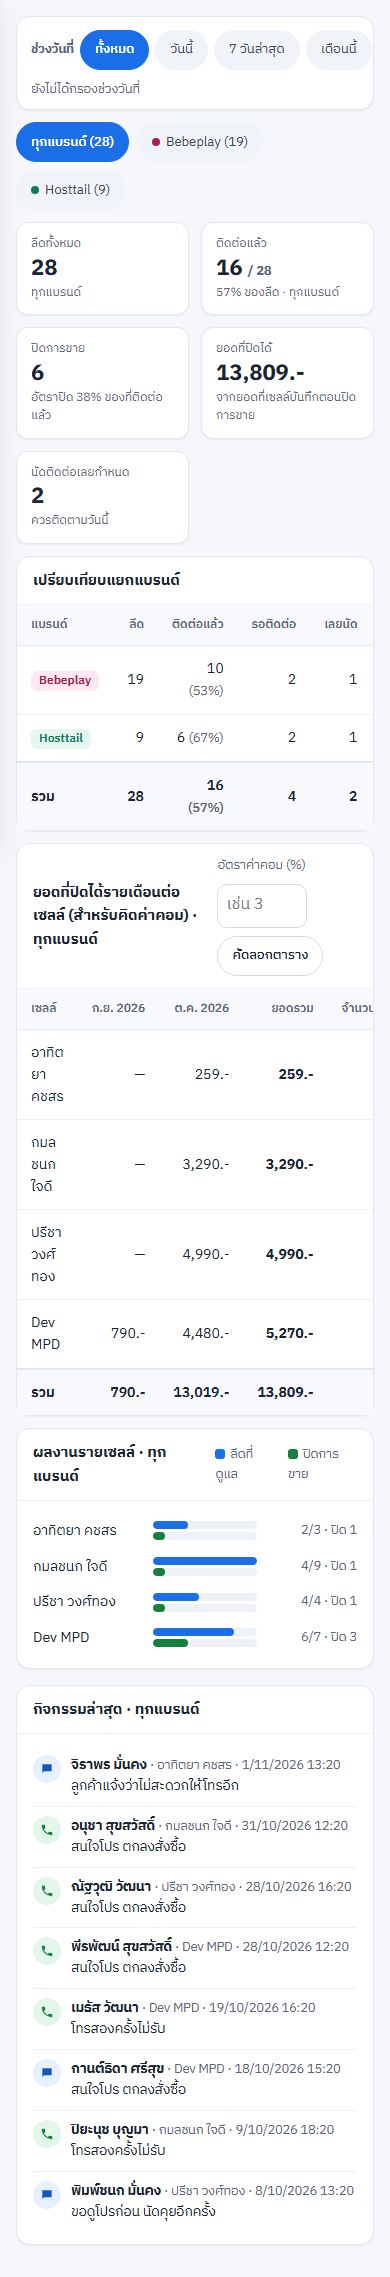 ช่วงวันที่ ทั้งหมด วันนี้ 7 วันล่าสุด เดือนนี้
ยังไม่ได้กรองช่วงวันที่
ทุกแบรนด์ (28) Bebeplay (19)
Hosttail (9)
ลีดทั้งหมด
28
ทุกแบรนด์
ติดต่อแล้ว
16 / 28
57% ของลีด · ทุกแบรนด์
ปิดการขาย
6
อัตราปิด 38% ของที่ติดต่อ
แล้ว
ยอดที่ปิดได้
13,809.-
จากยอดที่เซลล์บันทึกตอนปิด
การขาย
นัดติดต่อเลยกำหนด
2
ควรติดตามวันนี้
เปรียบเทียบแยกแบรนด์
แบรนด์ ลีด ติดต่อแล้ว รอติดต่อ เลยนัด
Bebeplay 19 10 (53%) 2 1
Hosttail 9 6 (67%) 2 1
รวม 28 16 (57%) 4 2
ยอดที่ปิดได้รายเดือนต่อ
เซลล์ (สำหรับคิดค่าคอม) ·
ทุกแบรนด์
อัตราค่าคอม (%)
เช่น 3
คัดลอกตาราง
เซลล์ ก.ย. 2026 ต.ค. 2026 ยอดรวม
อาทิต
ยา
คชสร
— 259.- 259.-
กมล
ชนก
ใจดี
— 3,290.- 3,290.-
ปรีชา
วงศ์
ทอง
— 4,990.- 4,990.-
Dev
MPD
790.- 4,480.- 5,270.-
รวม 790.- 13,019.- 13,809.-
ผลงานรายเซลล์ · ทุก
แบรนด์
ลีดที่
ดูแล
ปิดการ
ขาย
อาทิตยา คชสร 2/3 · ปิด 1
กมลชนก ใจดี 4/9 · ปิด 1
ปรีชา วงศ์ทอง 4/4 · ปิด 1
Dev MPD 6/7 · ปิด 3
กิจกรรมล่าสุด · ทุกแบรนด์
จิราพร มั่นคง · อาทิตยา คชสร · 1/11/2026 13:20
ลูกค้าแจ้งว่าไม่สะดวกให้โทรอีก
อนุชา สุขสวัสดิ์ · กมลชนก ใจดี · 31/10/2026 12:20
สนใจโปร ตกลงสั่งซื้อ
ณัฐวุฒิ วัฒนา · ปรีชา วงศ์ทอง · 28/10/2026 16:20
สนใจโปร ตกลงสั่งซื้อ
พีรพัฒน์ สุขสวัสดิ์ · Dev MPD · 28/10/2026 12:20
สนใจโปร ตกลงสั่งซื้อ
เมธัส วัฒนา · Dev MPD · 19/10/2026 16:20
โทรสองครั้งไม่รับ
กานต์ธิดา ศรีสุข · Dev MPD · 18/10/2026 15:20
สนใจโปร ตกลงสั่งซื้อ
ปิยะนุช บุญมา · กมลชนก ใจดี · 9/10/2026 18:20
โทรสองครั้งไม่รับ
พิมพ์ชนก มั่นคง · ปรีชา วงศ์ทอง · 8/10/2026 13:20
ขอดูโปรก่อน นัดคุยอีกครั้ง